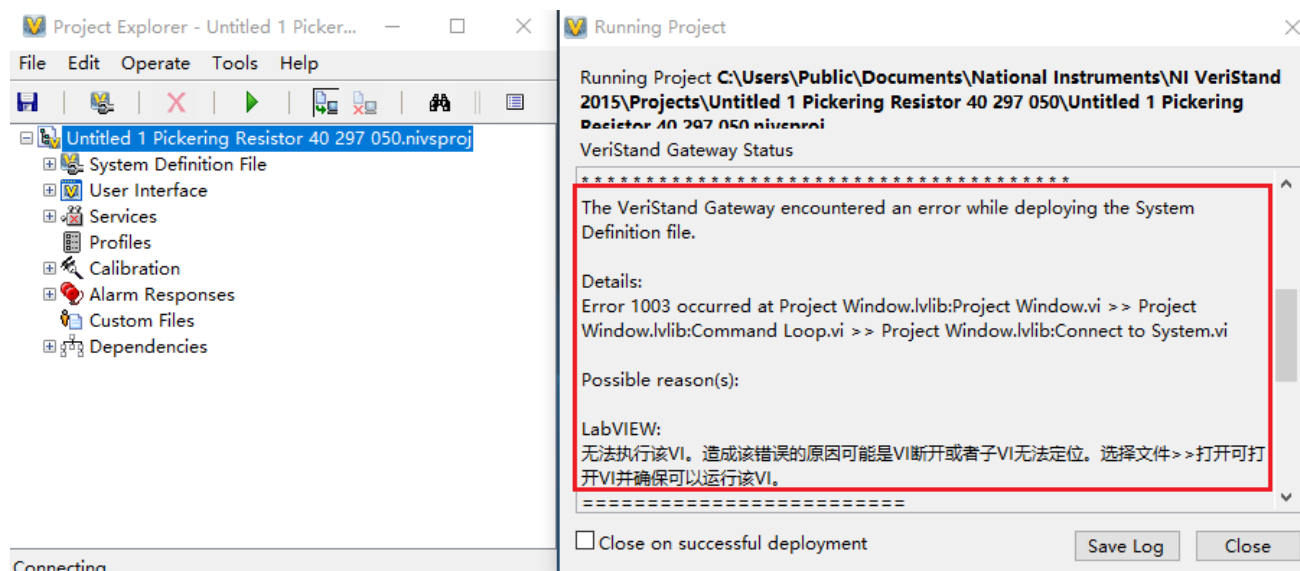 Project Explorer - Untitled 1 Picker...
File Edit Operate Tools Help
Untitled 1 Pickering Resistor 40 297 050.nivsproj
System Definition File
User Interface
Services
Profiles
Calibration
Alarm Responses
Custom Files
Dependencies
Connecting
Running Project
Running Project C:\Users\Public\Documents\National Instruments\NI VeriStand
2015\Projects\Untitled 1 Pickering Resistor 40 297 050\Untitled 1 Pickering
Resistor 40 297 050.nivsproj
VeriStand Gateway Status
* * * * * * * * * * * * * * * * * * * * * * * * * * * * * * * * * * * * * *
The VeriStand Gateway encountered an error while deploying the System
Definition file.
Details:
Error 1003 occurred at Project Window.lvlib:Project Window.vi >> Project
Window.lvlib:Command Loop.vi >> Project Window.lvlib:Connect to System.vi
Possible reason(s):
LabVIEW:
无法执行该VI。造成该错误的原因可能是VI断开或者子VI无法定位。选择文件>>打开可打
开VI并确保可以运行该VI。
=========================
Close on successful deployment
Save Log
Close